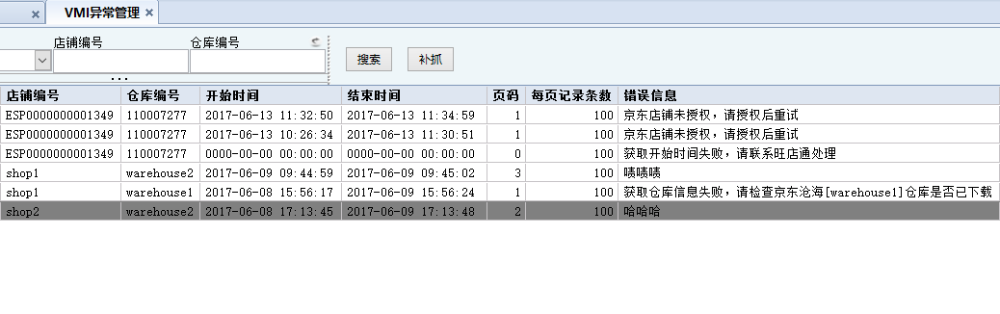 VMI异常管理
店铺编号 仓库编号
搜索 补抓
店铺编号 仓库编号 开始时间 结束时间 页码 每页记录条数 错误信息
ESP0000000001349 110007277 2017-06-13 11:32:50 2017-06-13 11:34:59 1 100 京东店铺未授权，请授权后重试
ESP0000000001349 110007277 2017-06-13 10:26:34 2017-06-13 11:30:51 1 100 京东店铺未授权，请授权后重试
ESP0000000001349 110007277 0000-00-00 00:00:00 0000-00-00 00:00:00 0 100 获取开始时间失败，请联系旺店通处理
shop1 warehouse2 2017-06-09 09:44:59 2017-06-09 09:45:02 3 100 啧啧啧
shop1 warehouse1 2017-06-08 15:56:17 2017-06-09 15:56:24 1 100 获取仓库信息失败，请检查京东沧海[warehouse1]仓库是否已下载
shop2 warehouse2 2017-06-08 17:13:45 2017-06-09 17:13:48 2 100 哈哈哈